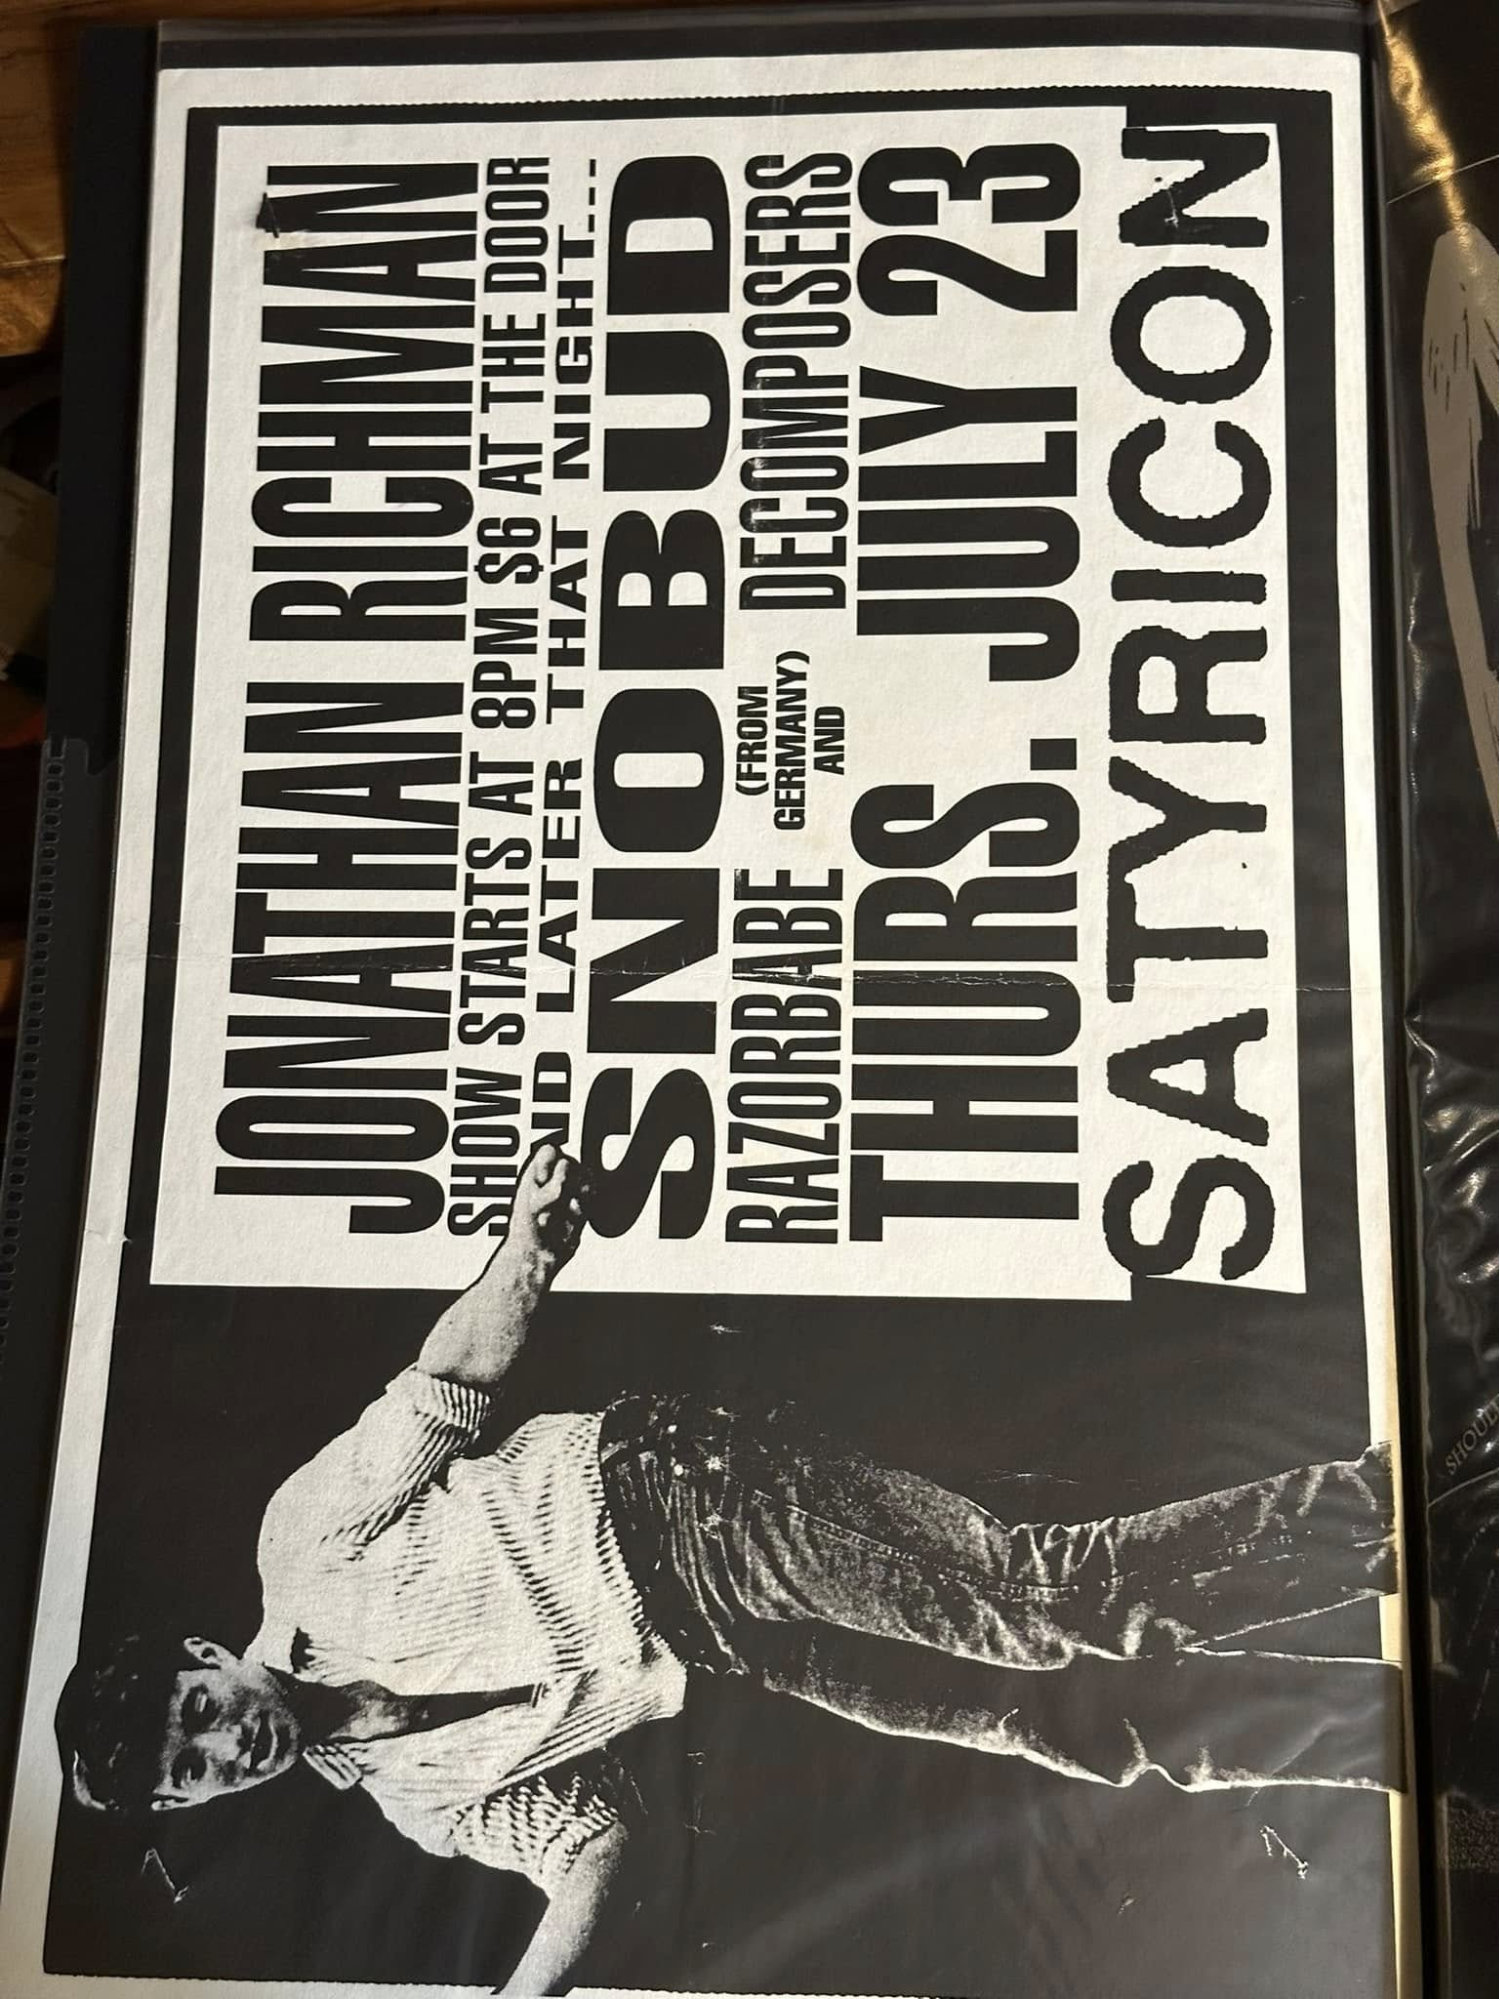 JONATHAN RICHMAN
SHOW STARTS AT 8PM $6 AT THE DOOR
AND LATER THAT NIGHT...
SNOBUD
RAZORBABE (FROM GERMANY) AND DECOMPOSERS
THURS. JULY 23
SATYRICON